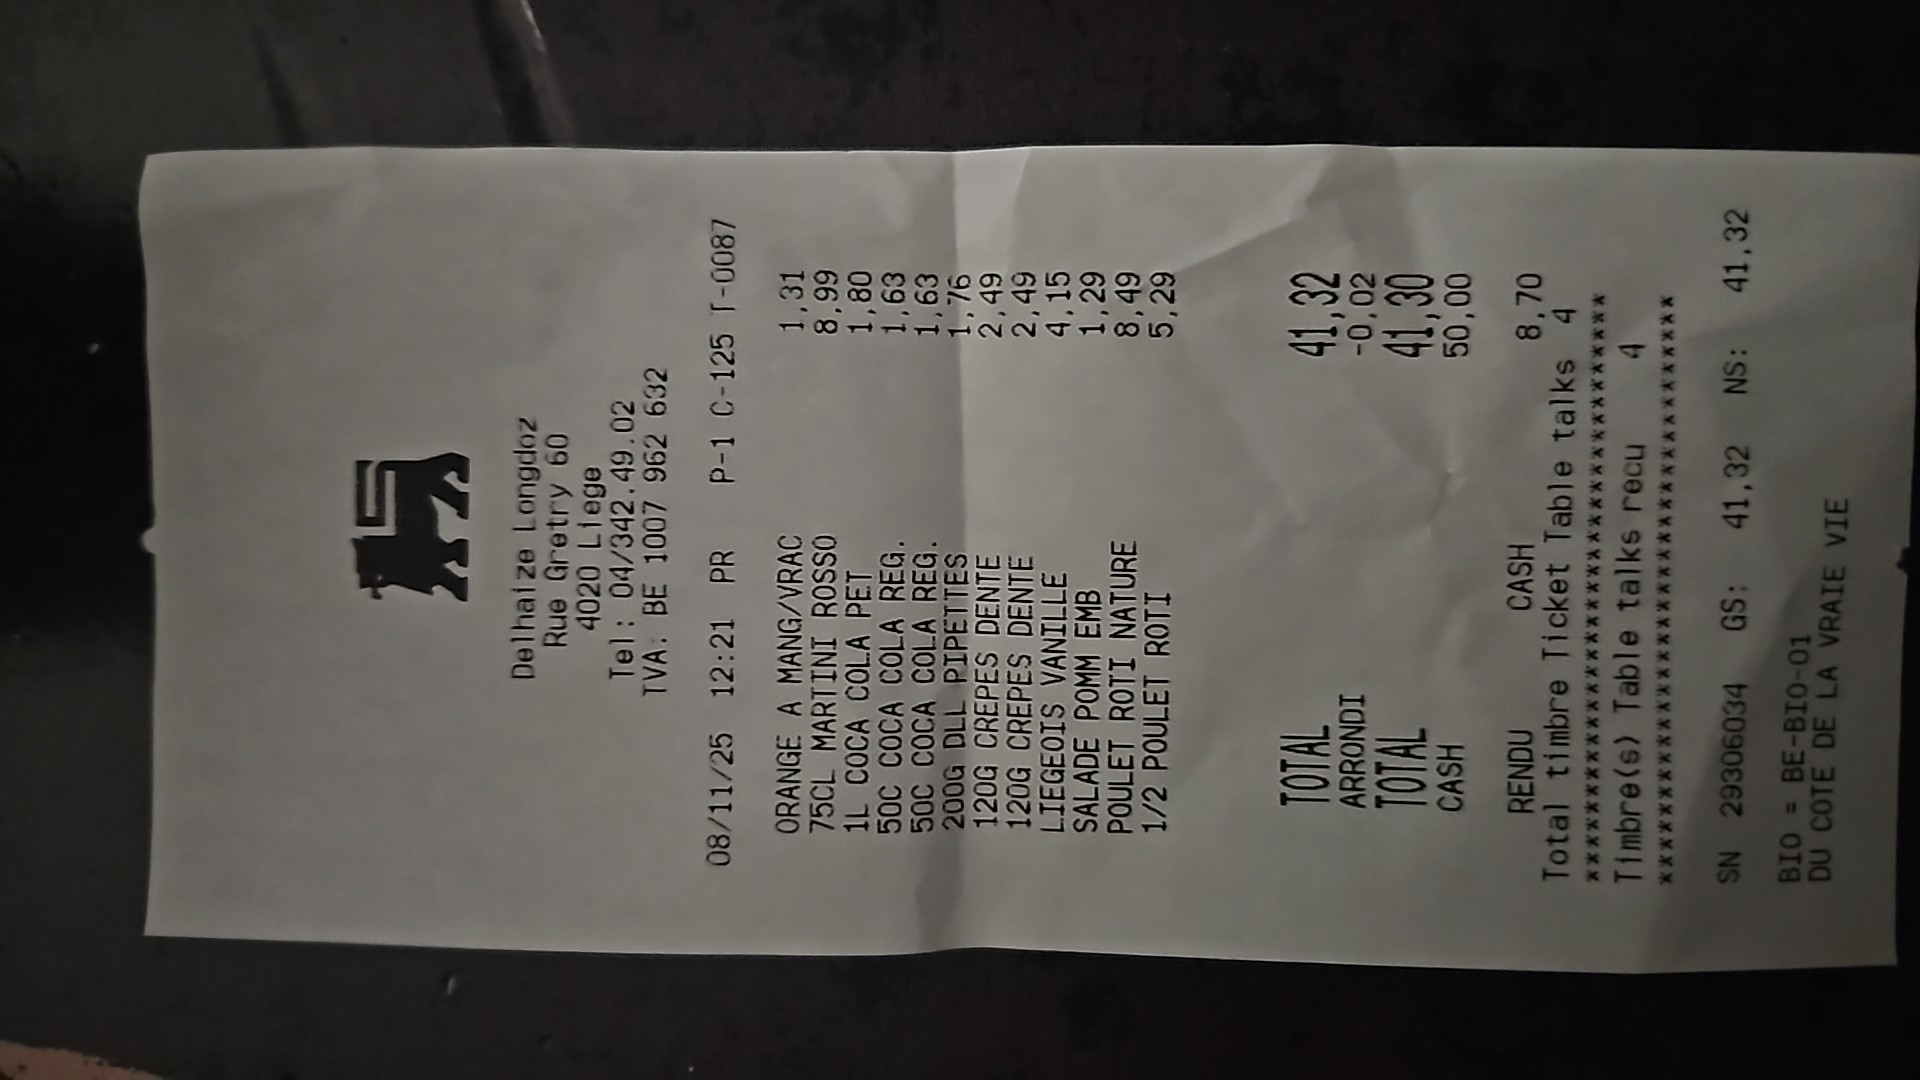 Delhaize Longdoz
Rue Gretry 60
4020 Liege
Tel: 04/342.49.02
TVA: BE 1007 962 632
08/11/25 12:21 PR P-1 C-125 T-0087
ORANGE A MANG/VRAC 1,31
75CL MARTINI ROSSO 8,99
1L COCA COLA PET 1,80
50C COCA COLA REG. 1,63
50C COCA COLA REG. 1,63
200G DLL PIPETTES 1,76
120G CREPES DENTE 2,49
120G CREPES DENTE 2,49
LIEGEOIS VANILLE 4,15
SALADE POMM EMB 1,29
POULET ROTI NATURE 8,49
1/2 POULET ROTI 5,29
TOTAL 41,32
ARRONDI -0,02
TOTAL 41,30
CASH 50,00
RENDU CASH 8,70
Total timbre Ticket Table talks 4
****************************************
Timbre(s) Table talks recu 4
****************************************
SN 29306034 GS: 41,32 NS: 41,32
BIO = BE-BIO-01
DU COTE DE LA VRAIE VIE